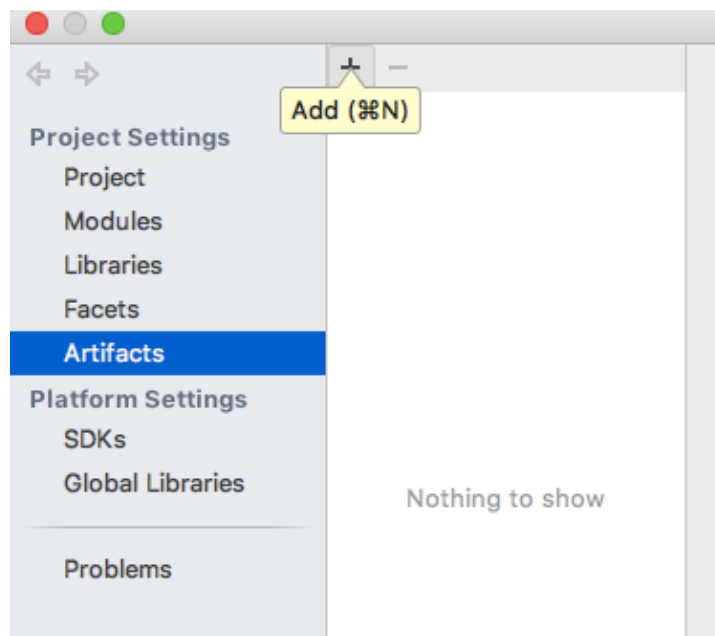 Add (⌘N)
Project Settings
Project
Modules
Libraries
Facets
Artifacts
Platform Settings
SDKs
Global Libraries
Nothing to show
Problems